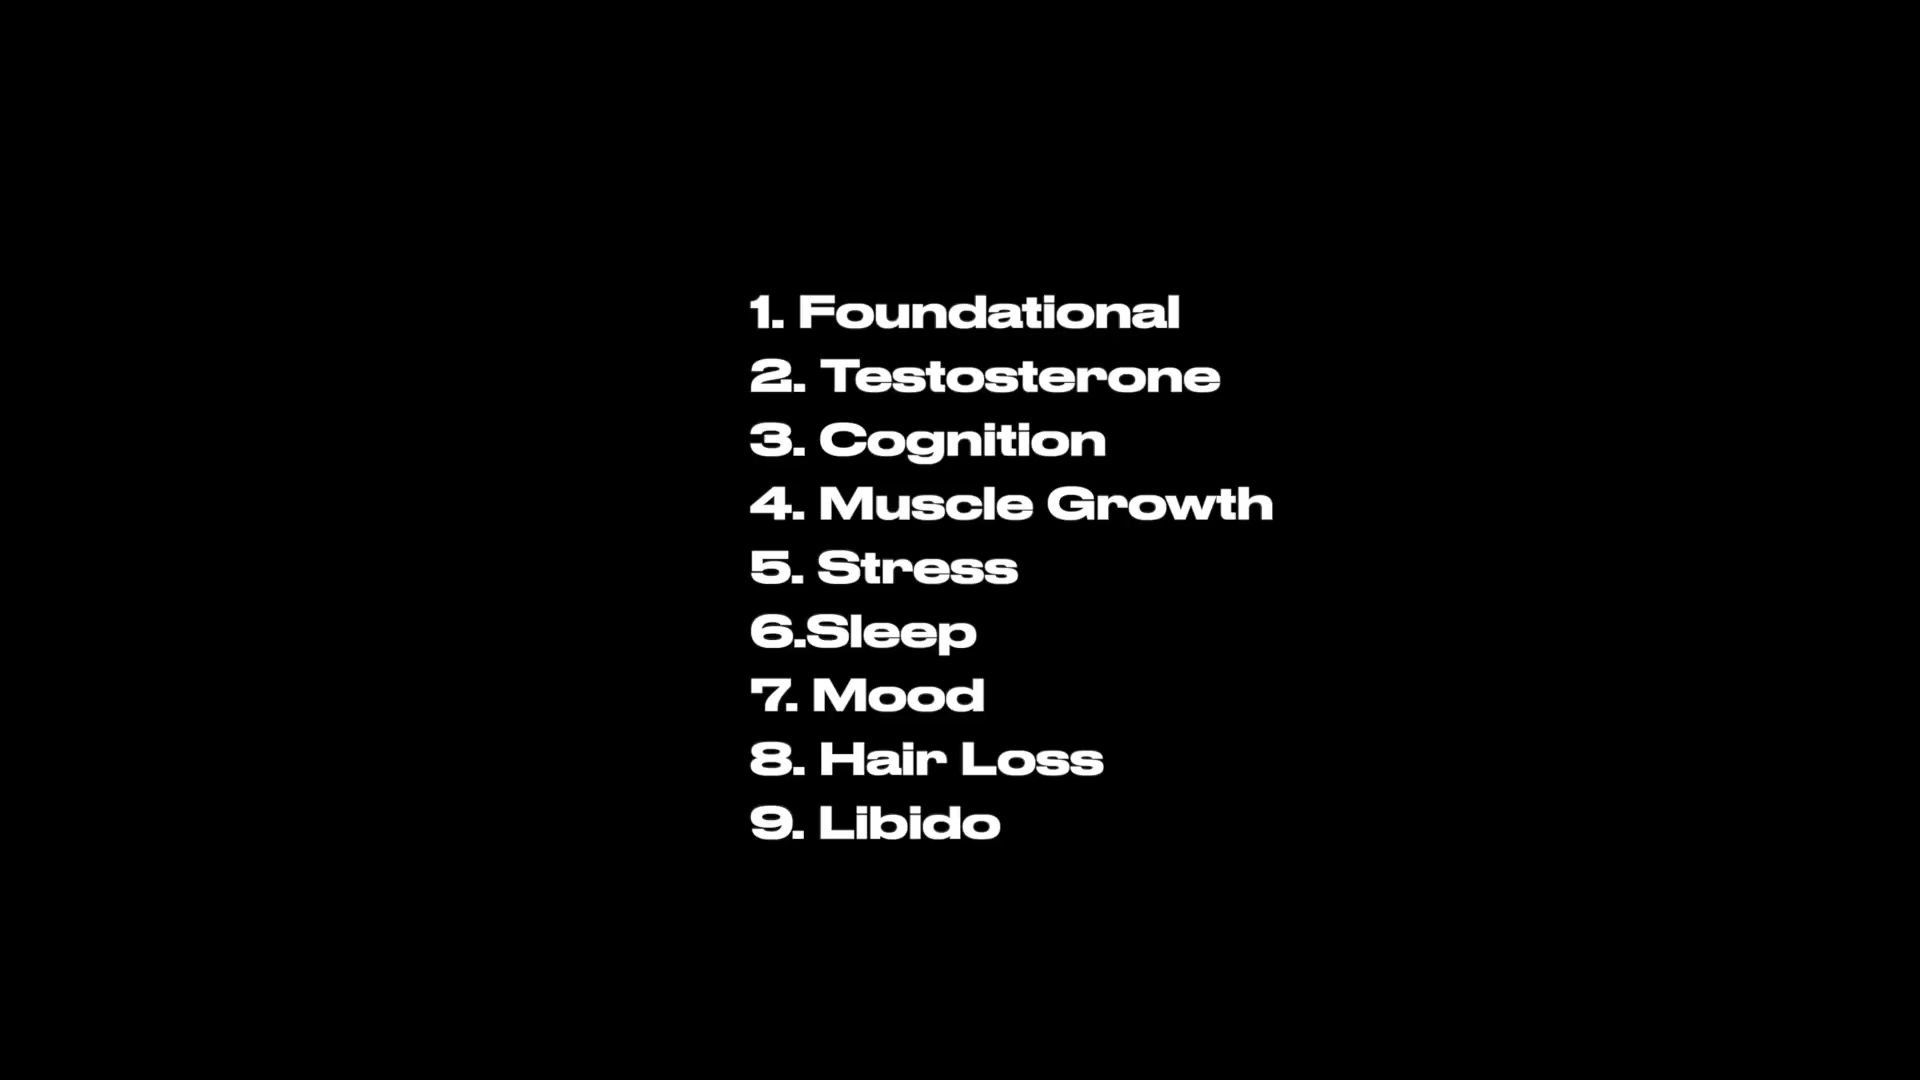 1. Foundational
2. Testosterone
3. Cognition
4. Muscle Growth
5. Stress
6.Sleep
7. Mood
8. Hair Loss
9. Libido